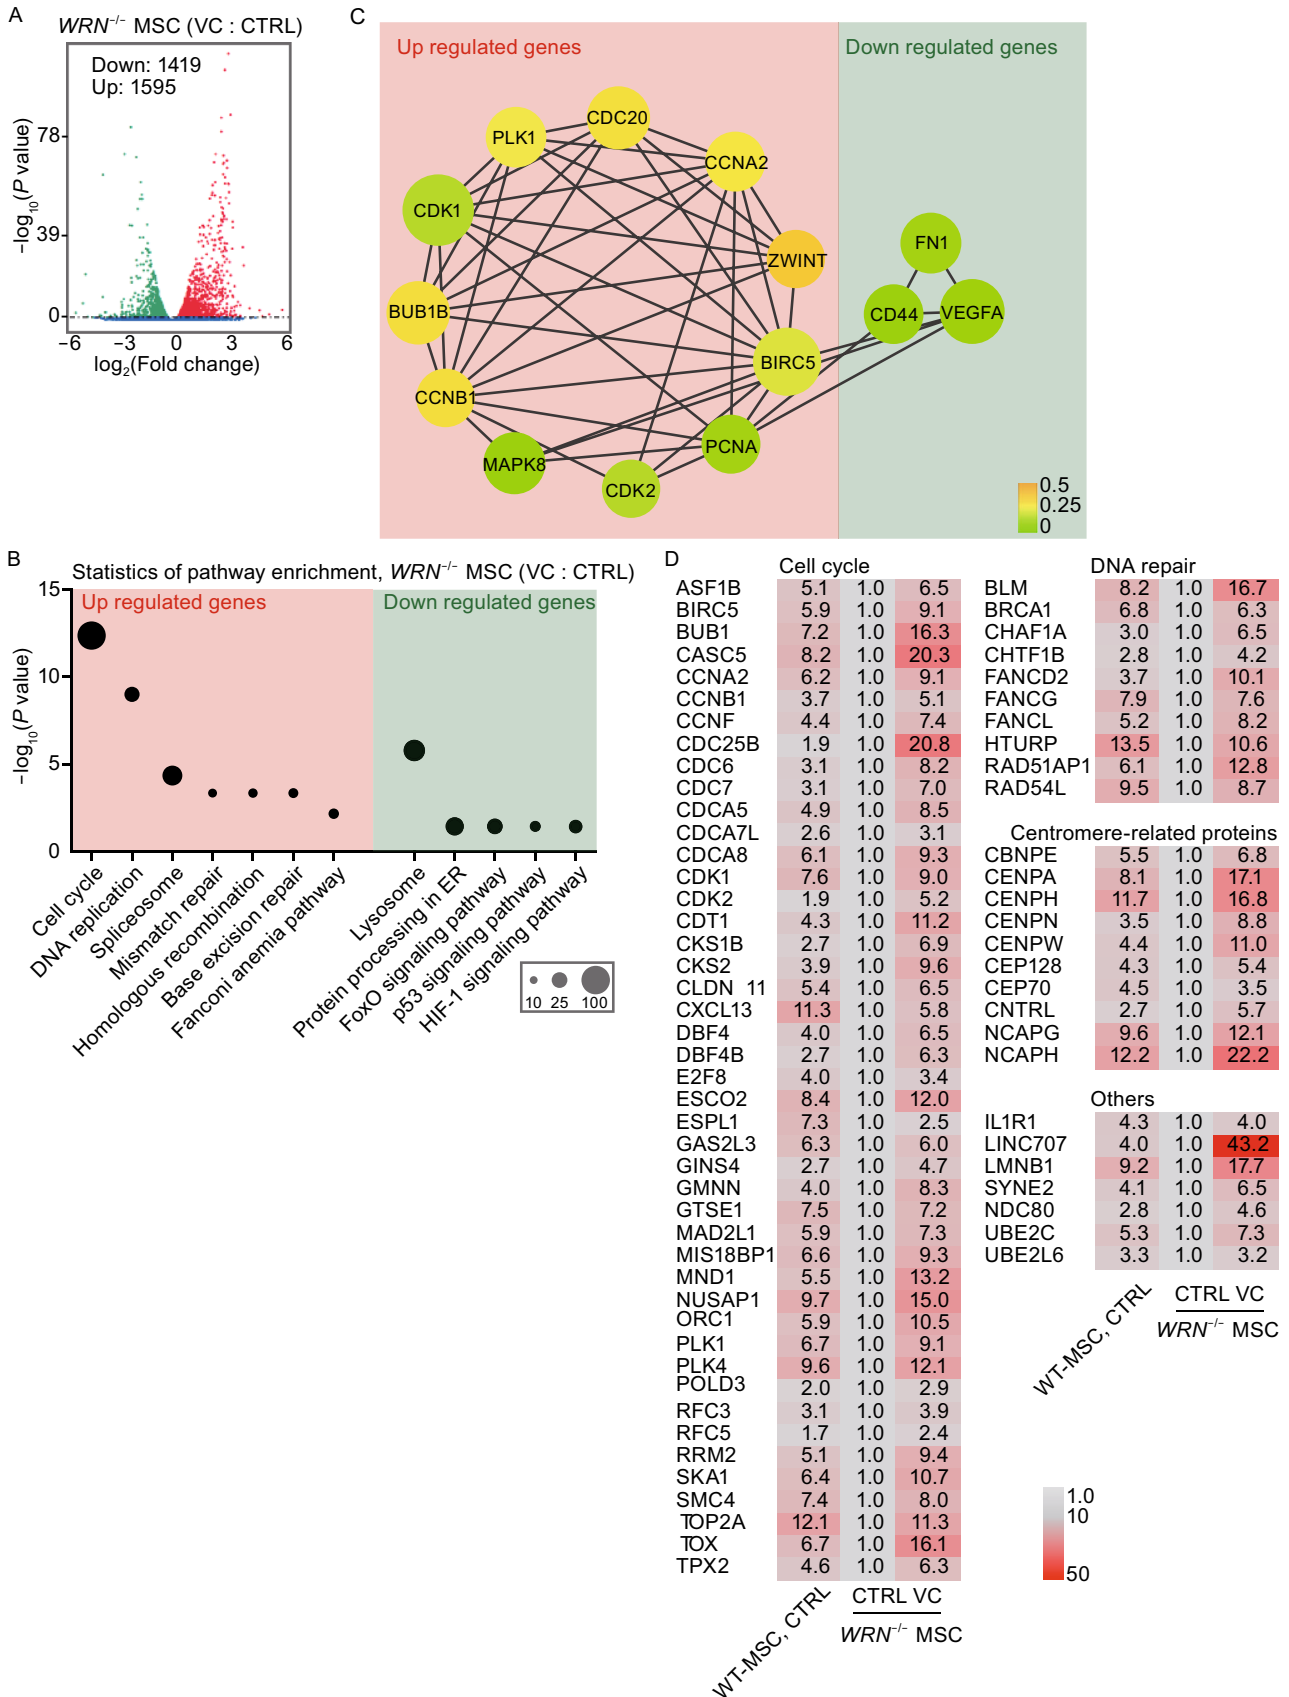 A
WRN⁻/⁻ MSC (VC : CTRL)
Down: 1419
Up: 1595
−log₁₀(P value)
78
39
0
−6 −3 0 3 6
log₂(Fold change)
C
Up regulated genes
Down regulated genes
CDC20
PLK1
CCNA2
CDK1
ZWINT
FN1
BUB1B
CD44
VEGFA
BIRC5
CCNB1
PCNA
MAPK8
CDK2
0.5
0.25
0
B
Statistics of pathway enrichment, WRN⁻/⁻ MSC (VC : CTRL)
Up regulated genes
Down regulated genes
−log₁₀(P value)
15
10
5
0
Cell cycle
DNA replication
Spliceosome
Mismatch repair
Homologous recombination
Base excision repair
Fanconi anemia pathway
Lysosome
Protein processing in ER
FoxO signaling pathway
p53 signaling pathway
HIF-1 signaling pathway
10 25 100
D
Cell cycle
ASF1B 5.1 1.0 6.5
BIRC5 5.9 1.0 9.1
BUB1 7.2 1.0 16.3
CASC5 8.2 1.0 20.3
CCNA2 6.2 1.0 9.1
CCNB1 3.7 1.0 5.1
CCNF 4.4 1.0 7.4
CDC25B 1.9 1.0 20.8
CDC6 3.1 1.0 8.2
CDC7 3.1 1.0 7.0
CDCA5 4.9 1.0 8.5
CDCA7L 2.6 1.0 3.1
CDCA8 6.1 1.0 9.3
CDK1 7.6 1.0 9.0
CDK2 1.9 1.0 5.2
CDT1 4.3 1.0 11.2
CKS1B 2.7 1.0 6.9
CKS2 3.9 1.0 9.6
CLDN 11 5.4 1.0 6.5
CXCL13 11.3 1.0 5.8
DBF4 4.0 1.0 6.5
DBF4B 2.7 1.0 6.3
E2F8 4.0 1.0 3.4
ESCO2 8.4 1.0 12.0
ESPL1 7.3 1.0 2.5
GAS2L3 6.3 1.0 6.0
GINS4 2.7 1.0 4.7
GMNN 4.0 1.0 8.3
GTSE1 7.5 1.0 7.2
MAD2L1 5.9 1.0 7.3
MIS18BP1 6.6 1.0 9.3
MND1 5.5 1.0 13.2
NUSAP1 9.7 1.0 15.0
ORC1 5.9 1.0 10.5
PLK1 6.7 1.0 9.1
PLK4 9.6 1.0 12.1
POLD3 2.0 1.0 2.9
RFC3 3.1 1.0 3.9
RFC5 1.7 1.0 2.4
RRM2 5.1 1.0 9.4
SKA1 6.4 1.0 10.7
SMC4 7.4 1.0 8.0
TOP2A 12.1 1.0 11.3
TOX 6.7 1.0 16.1
TPX2 4.6 1.0 6.3
WT-MSC, CTRL
CTRL VC
WRN⁻/⁻ MSC
DNA repair
BLM 8.2 1.0 16.7
BRCA1 6.8 1.0 6.3
CHAF1A 3.0 1.0 6.5
CHTF1B 2.8 1.0 4.2
FANCD2 3.7 1.0 10.1
FANCG 7.9 1.0 7.6
FANCL 5.2 1.0 8.2
HTURP 13.5 1.0 10.6
RAD51AP1 6.1 1.0 12.8
RAD54L 9.5 1.0 8.7
Centromere-related proteins
CBNPE 5.5 1.0 6.8
CENPA 8.1 1.0 17.1
CENPH 11.7 1.0 16.8
CENPN 3.5 1.0 8.8
CENPW 4.4 1.0 11.0
CEP128 4.3 1.0 5.4
CEP70 4.5 1.0 3.5
CNTRL 2.7 1.0 5.7
NCAPG 9.6 1.0 12.1
NCAPH 12.2 1.0 22.2
Others
IL1R1 4.3 1.0 4.0
LINC707 4.0 1.0 43.2
LMNB1 9.2 1.0 17.7
SYNE2 4.1 1.0 6.5
NDC80 2.8 1.0 4.6
UBE2C 5.3 1.0 7.3
UBE2L6 3.3 1.0 3.2
WT-MSC, CTRL
CTRL VC
WRN⁻/⁻ MSC
1.0
10
50